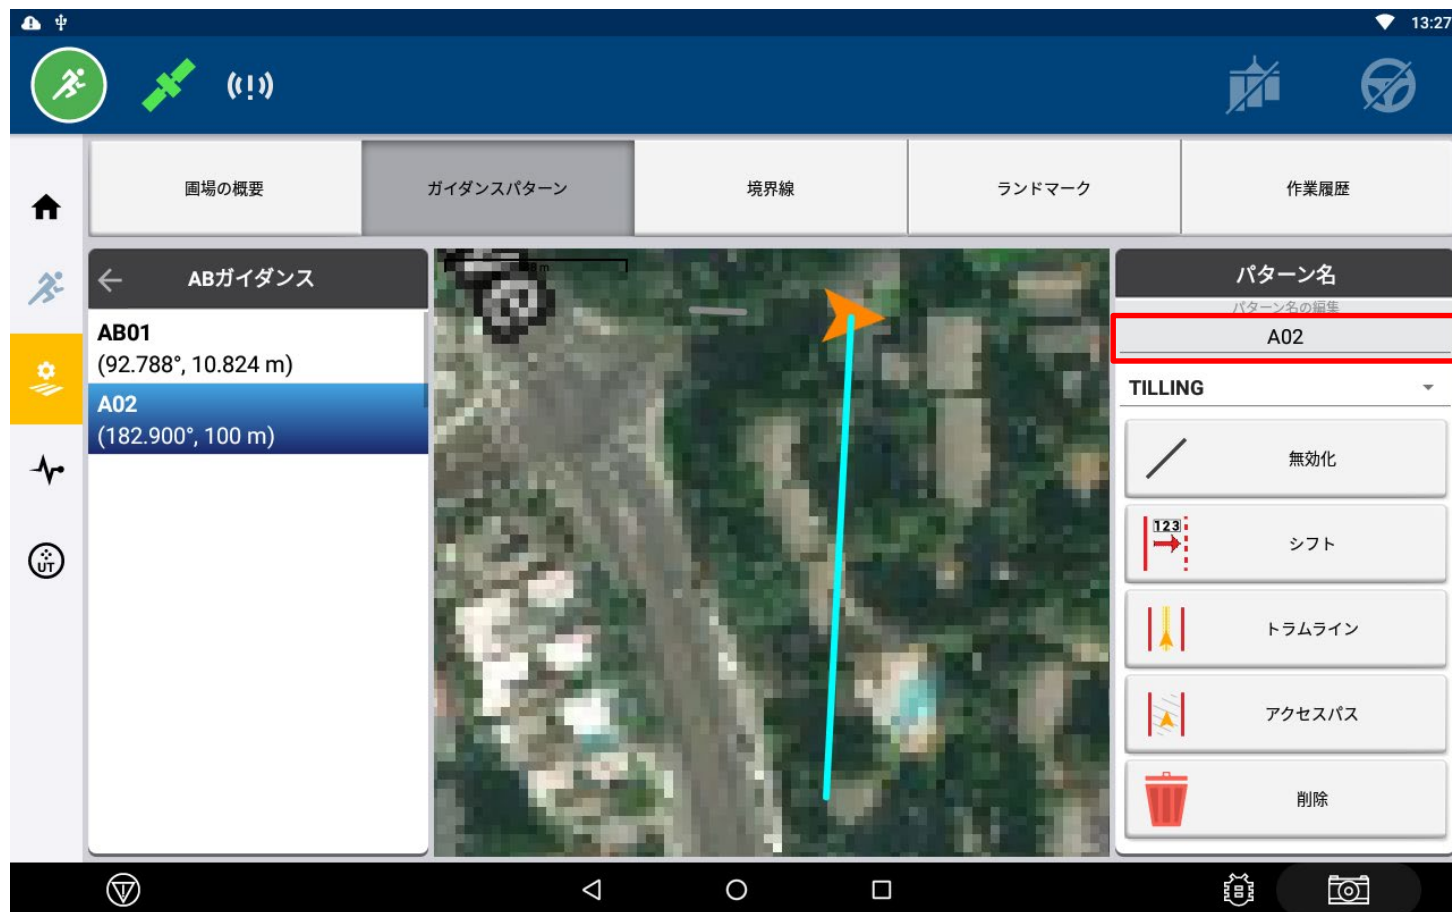 13:27
圃場の概要
ガイダンスパターン
境界線
ランドマーク
作業履歴
ABガイダンス
AB01
(92.788°, 10.824 m)
A02
(182.900°, 100 m)
パターン名
パターン名の編集
A02
TILLING
無効化
123
シフト
トラムライン
アクセスパス
削除
UT